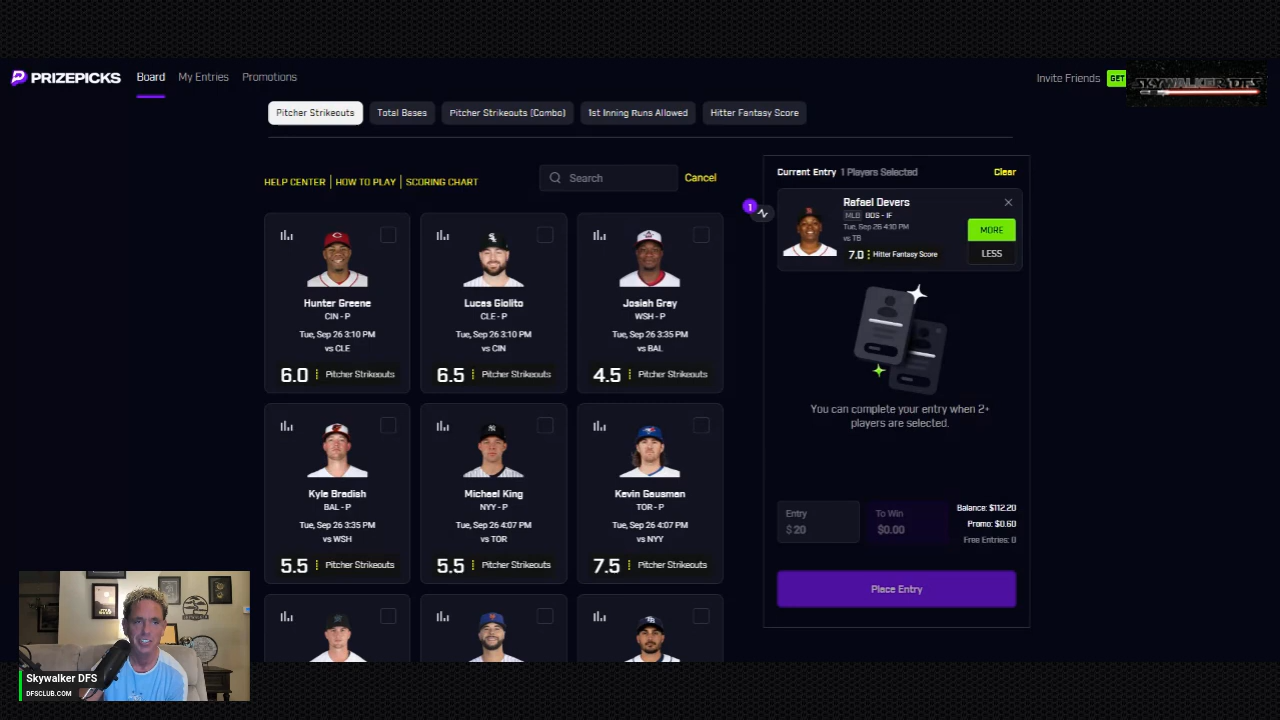 PRIZEPICKS
Board
My Entries
Promotions
Invite Friends
GET
SKYWALKER DFS
Pitcher Strikeouts
Total Bases
Pitcher Strikeouts (Combo)
1st Inning Runs Allowed
Hitter Fantasy Score
HELP CENTER
HOW TO PLAY
SCORING CHART
Search
Cancel
Hunter Greene
CIN - P
Tue, Sep 26 3:10 PM
vs CLE
6.0 Pitcher Strikeouts
Lucas Giolito
CLE - P
Tue, Sep 26 3:10 PM
vs CIN
6.5 Pitcher Strikeouts
Josiah Gray
WSH - P
Tue, Sep 26 3:35 PM
vs BAL
4.5 Pitcher Strikeouts
Kyle Bradish
BAL - P
Tue, Sep 26 3:35 PM
vs WSH
5.5 Pitcher Strikeouts
Michael King
NYY - P
Tue, Sep 26 4:07 PM
vs TOR
5.5 Pitcher Strikeouts
Kevin Gausman
TOR - P
Tue, Sep 26 4:07 PM
vs NYY
7.5 Pitcher Strikeouts
Current Entry 1 Players Selected
Clear
1
Rafael Devers
MLB BOS - IF
Tue, Sep 26 4:10 PM
vs TB
7.0 Hitter Fantasy Score
MORE
LESS
You can complete your entry when 2+
players are selected.
Entry
$ 20
To Win
$0.00
Balance: $112.20
Promo: $0.60
Free Entries: 0
Place Entry
Skywalker DFS
DFSCLUB.COM